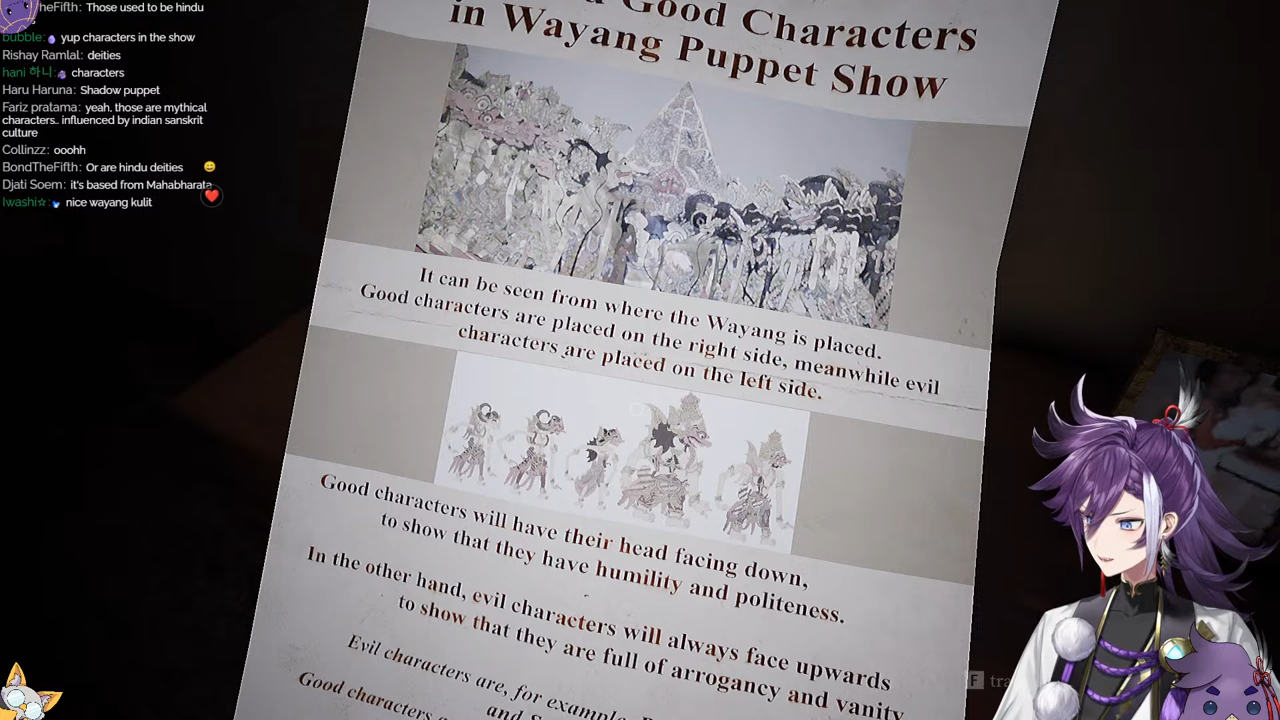 TheFifth: Those used to be hindu
bubble: yup characters in the show
Rishay Ramlal: deities
hani 하니: characters
Haru Haruna: Shadow puppet
Fariz pratama: yeah. those are mythical
characters.. influenced by indian sanskrit
culture
Collinzz: ooohh
BondTheFifth: Or are hindu deities
Djati Soem: it's based from Mahabharata
Iwashi☆: nice wayang kulit
Good Characters
in Wayang Puppet Show
It can be seen from where the Wayang is placed.
Good characters are placed on the right side, meanwhile evil
characters are placed on the left side.
Good characters will have their head facing down,
to show that they have humility and politeness.
In the other hand, evil characters will always face upwards
to show that they are full of arrogancy and vanity
Evil characters are, for example,
Good characters
and
F